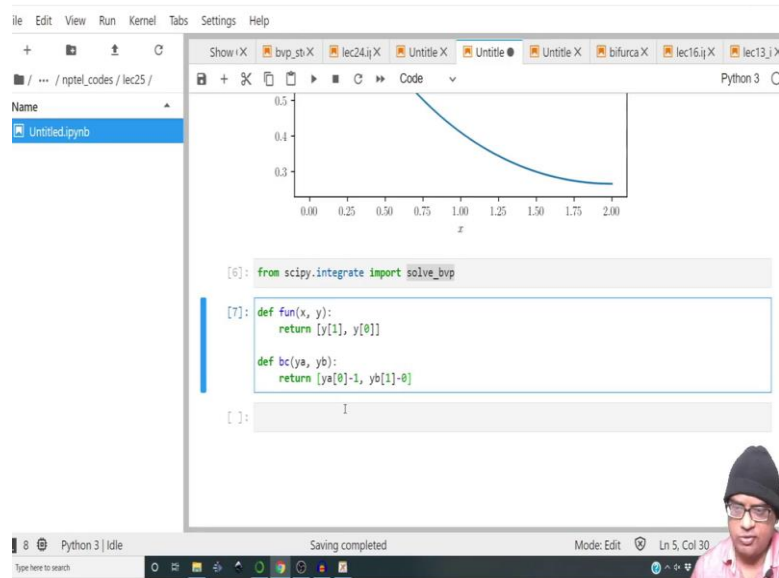 ile Edit View Run Kernel Tabs Settings Help
/ ··· / nptel_codes / lec25 /
Name
Untitled.ipynb
Show ( X bvp_st X lec24.ij X Untitle X Untitle ● Untitle X bifurca X lec16.ij X lec13_i X
Code Python 3
0.5
0.4
0.3
0.00 0.25 0.50 0.75 1.00 1.25 1.50 1.75 2.00
x
[6]: from scipy.integrate import solve_bvp
[7]: def fun(x, y):
return [y[1], y[0]]
def bc(ya, yb):
return [ya[0]-1, yb[1]-0]
[ ]:
8 Python 3 | Idle Saving completed Mode: Edit Ln 5, Col 30
Type here to search